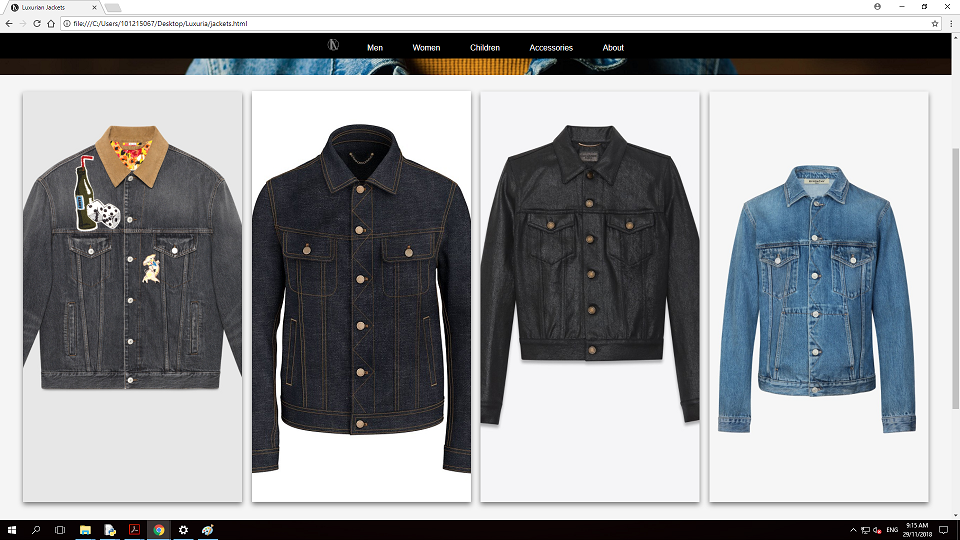 Luxurian Jackets
file:///C:/Users/101215067/Desktop/Luxuria/jackets.html
Men Women Children Accessories About
ENG
9:15 AM
29/11/2018